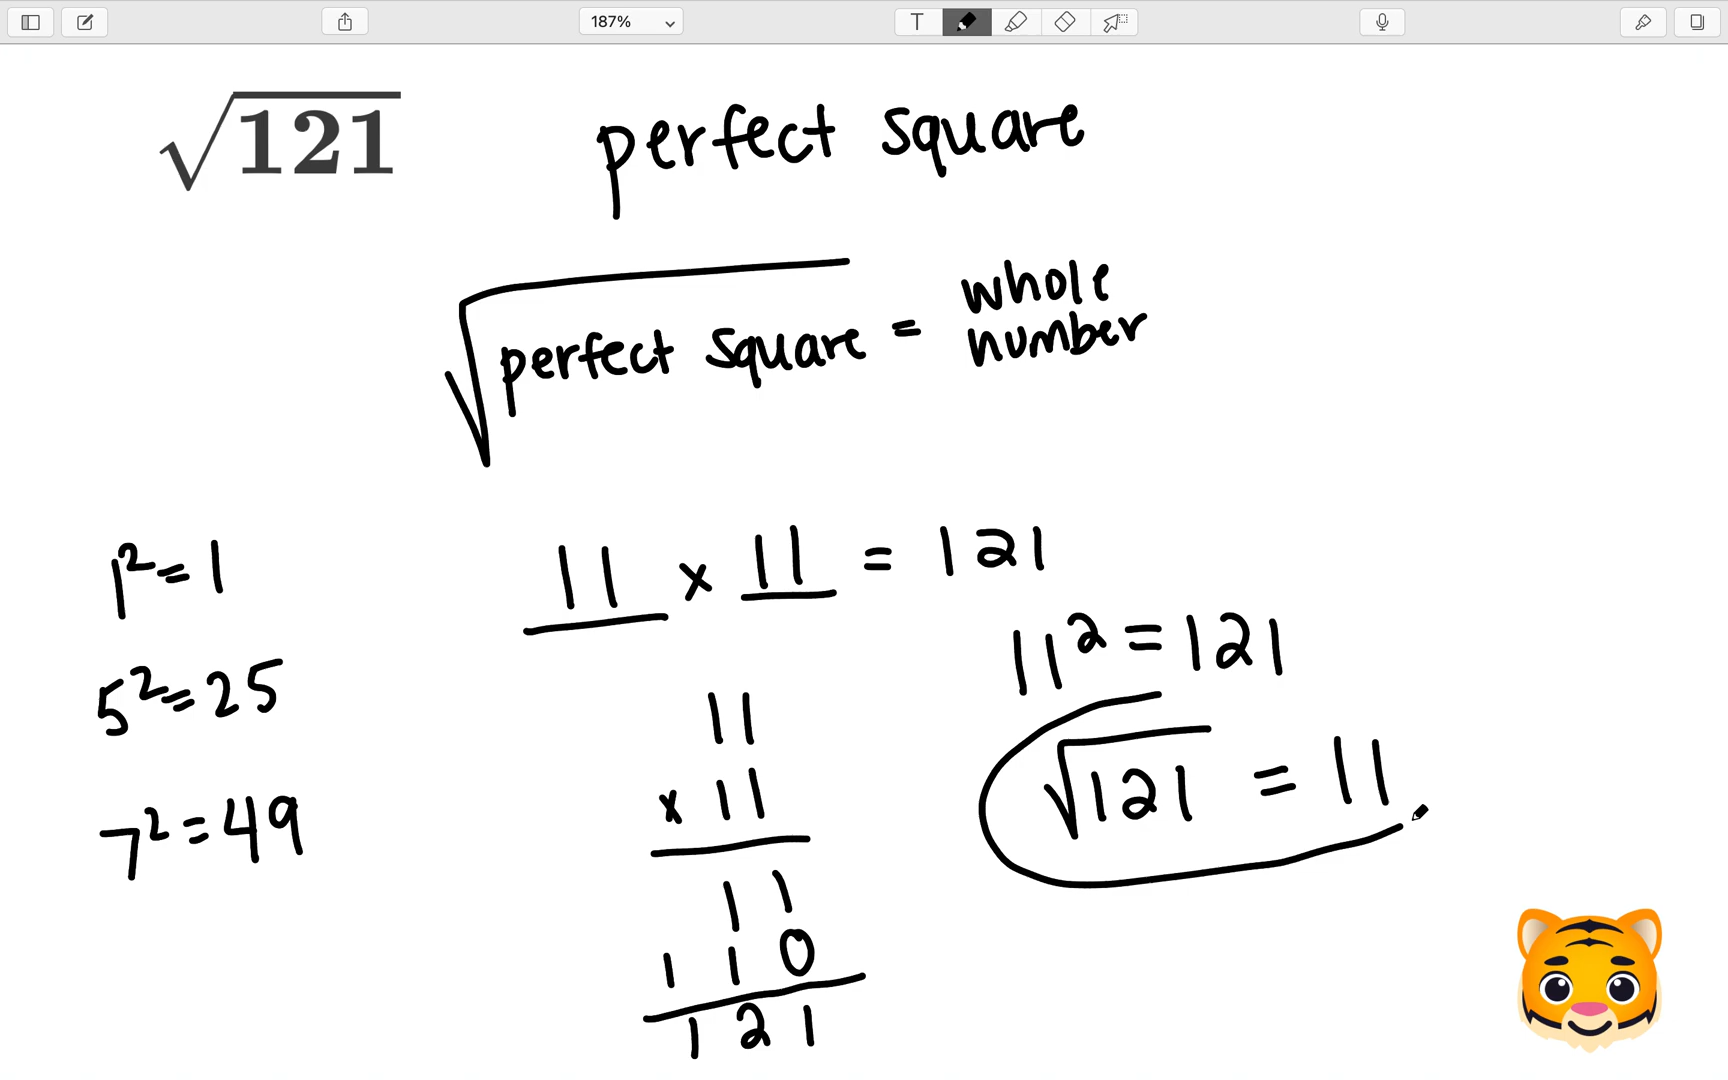 187%
T
√121
perfect square
√perfect square = whole number
1² = 1
5² = 25
7² = 49
11 × 11 = 121
11
× 11
11
110
121
11² = 121
√121 = 11